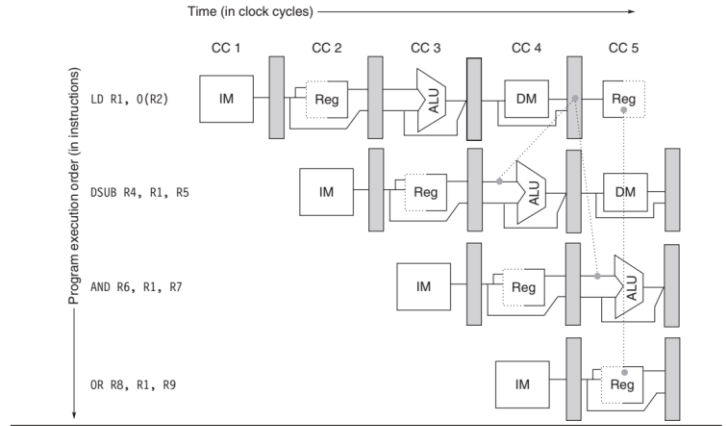 Time (in clock cycles)
CC 1 CC 2 CC 3 CC 4 CC 5
Program execution order (in instructions)
LD R1, 0(R2)
IM Reg ALU DM Reg
DSUB R4, R1, R5
IM Reg ALU DM
AND R6, R1, R7
IM Reg ALU
OR R8, R1, R9
IM Reg